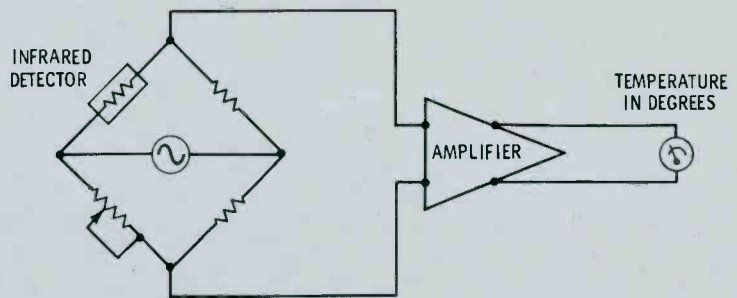 INFRARED
DETECTOR
TEMPERATURE
IN DEGREES
AMPLIFIER